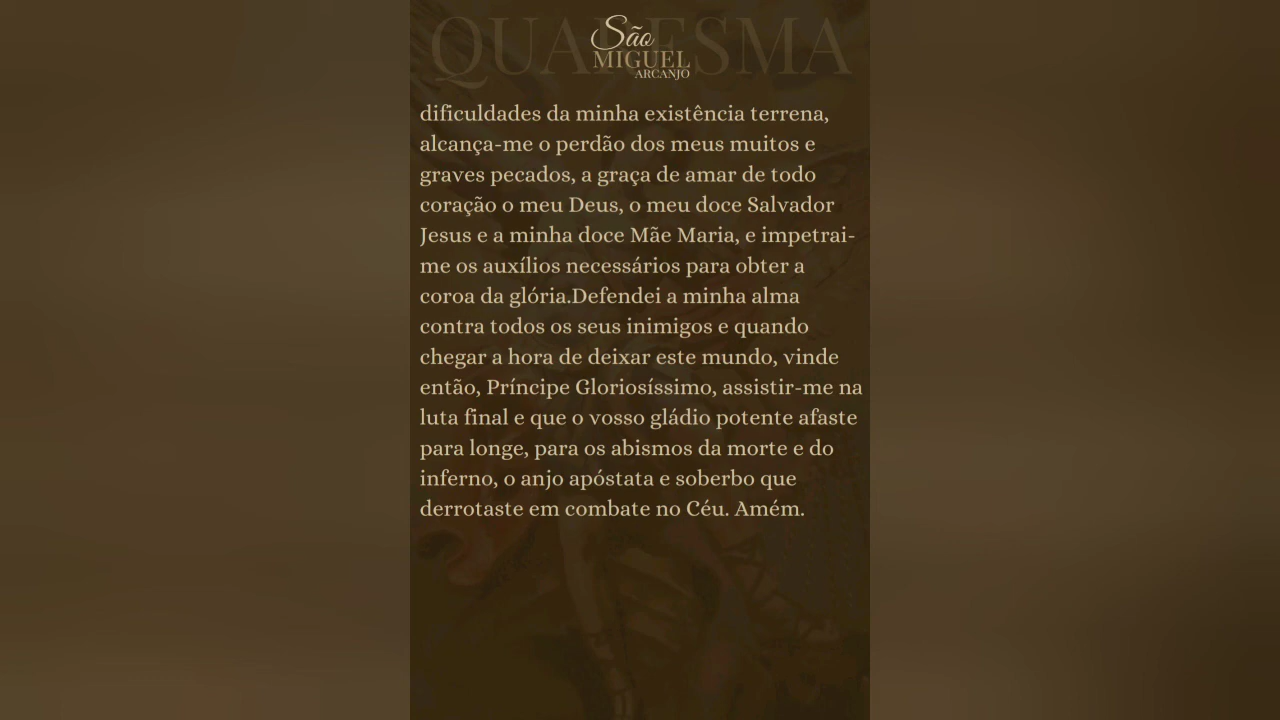 QUARESMA
São
MIGUEL
ARCANJO
dificuldades da minha existência terrena,
alcança-me o perdão dos meus muitos e
graves pecados, a graça de amar de todo
coração o meu Deus, o meu doce Salvador
Jesus e a minha doce Mãe Maria, e impetrai-
me os auxílios necessários para obter a
coroa da glória.Defendei a minha alma
contra todos os seus inimigos e quando
chegar a hora de deixar este mundo, vinde
então, Príncipe Gloriosíssimo, assistir-me na
luta final e que o vosso gládio potente afaste
para longe, para os abismos da morte e do
inferno, o anjo apóstata e soberbo que
derrotaste em combate no Céu. Amém.